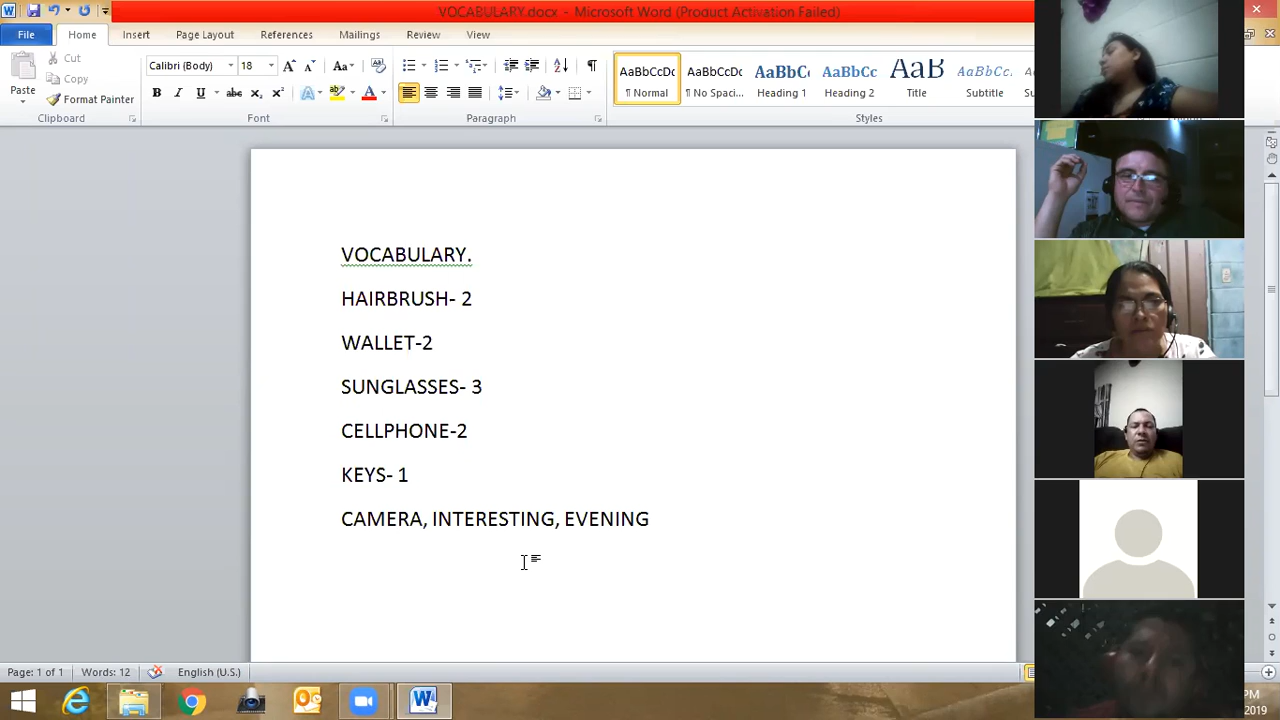 VOCABULARY.docx - Microsoft Word (Product Activation Failed)
File Home Insert Page Layout References Mailings Review View
Cut
Copy
Format Painter
Paste
Calibri (Body) 18
Clipboard Font Paragraph Styles
AaBbCcDc AaBbCcDc AaBbC AaBbCc AaB AaBbCc
¶ Normal ¶ No Spaci... Heading 1 Heading 2 Title Subtitle
VOCABULARY.
HAIRBRUSH- 2
WALLET-2
SUNGLASSES- 3
CELLPHONE-2
KEYS- 1
CAMERA, INTERESTING, EVENING
Page: 1 of 1 Words: 12 English (U.S.)